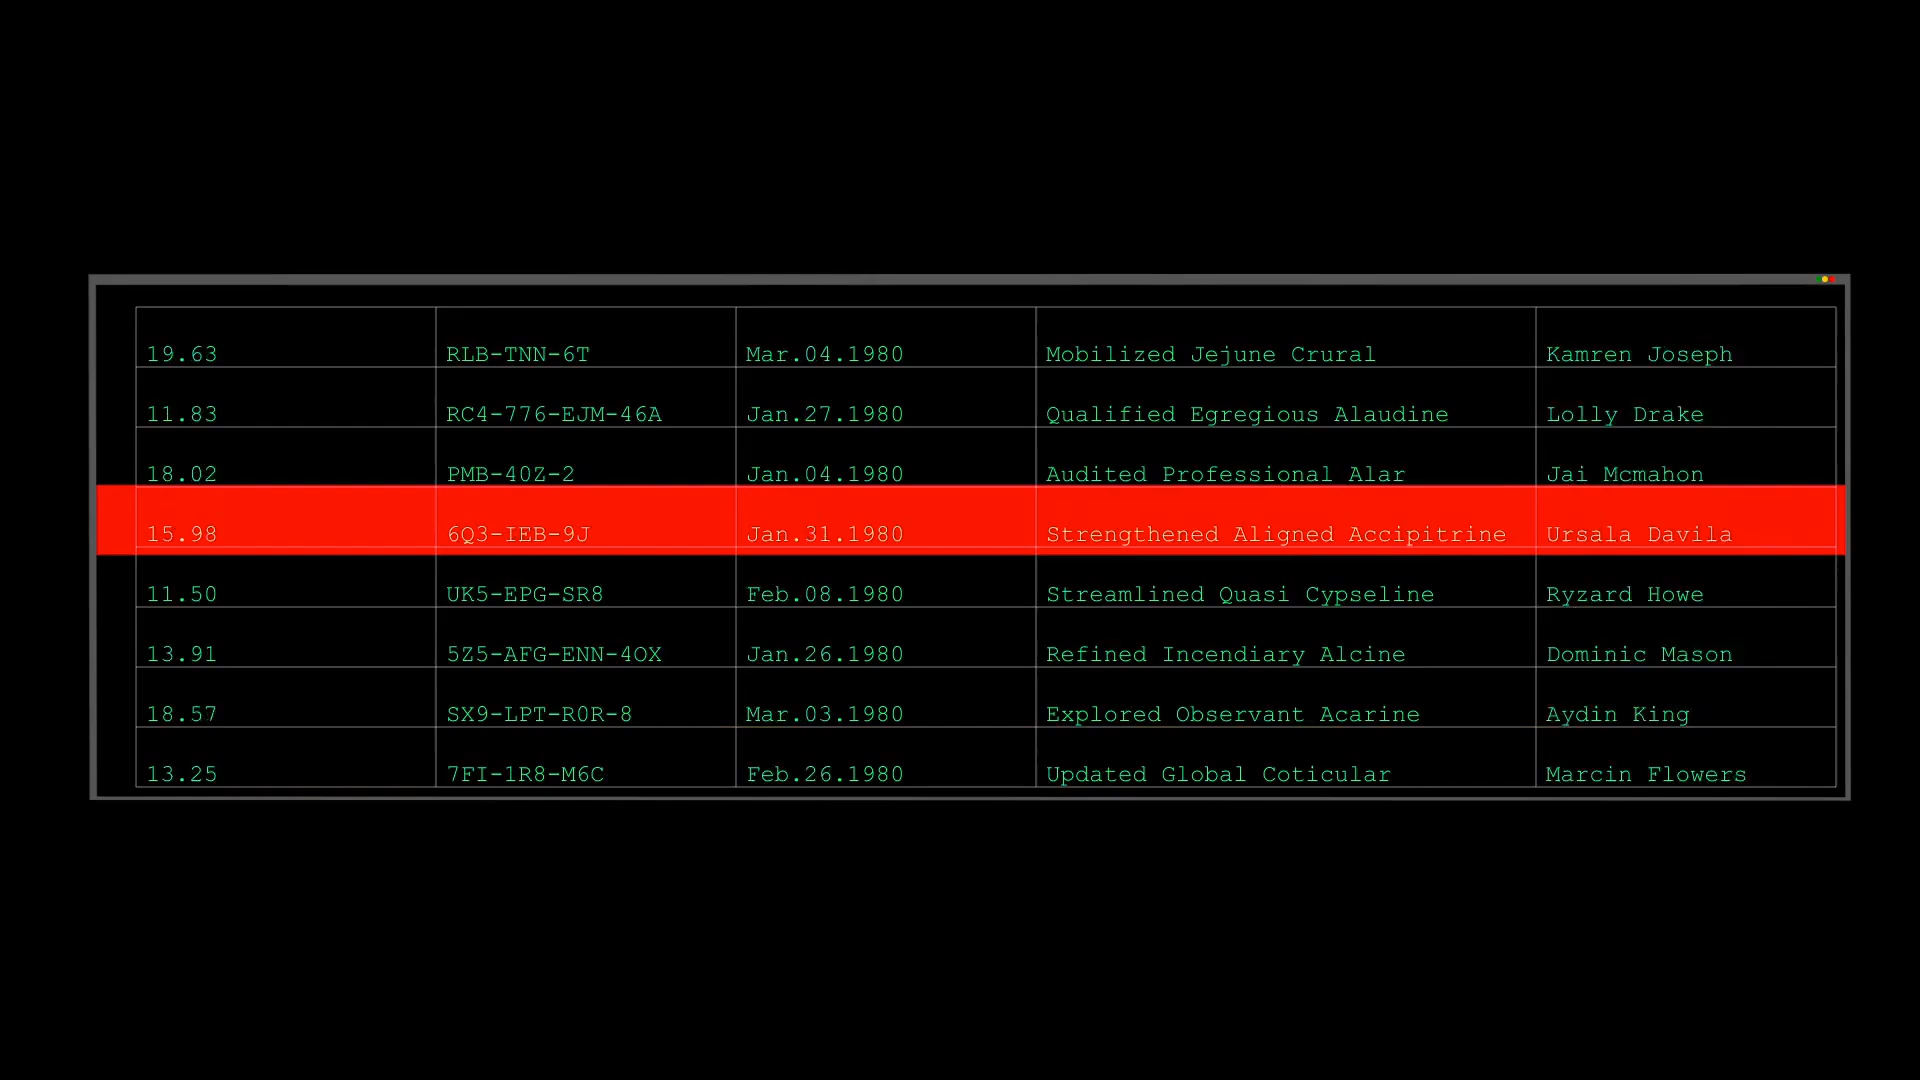 19.63 RLB-TNN-6T Mar.04.1980 Mobilized Jejune Crural Kamren Joseph
11.83 RC4-776-EJM-46A Jan.27.1980 Qualified Egregious Alaudine Lolly Drake
18.02 PMB-40Z-2 Jan.04.1980 Audited Professional Alar Jai Mcmahon
15.98 6Q3-IEB-9J Jan.31.1980 Strengthened Aligned Accipitrine Ursala Davila
11.50 UK5-EPG-SR8 Feb.08.1980 Streamlined Quasi Cypseline Ryzard Howe
13.91 5Z5-AFG-ENN-4OX Jan.26.1980 Refined Incendiary Alcine Dominic Mason
18.57 SX9-LPT-R0R-8 Mar.03.1980 Explored Observant Acarine Aydin King
13.25 7FI-1R8-M6C Feb.26.1980 Updated Global Coticular Marcin Flowers